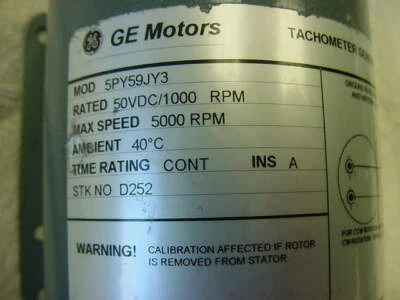 GE Motors
TACHOMETER
MOD 5PY59JY3
RATED 50VDC/1000 RPM
MAX SPEED 5000 RPM
AMBIENT 40°C
TIME RATING CONT INS A
STK NO D252
WARNING! CALIBRATION AFFECTED IF ROTOR
IS REMOVED FROM STATOR